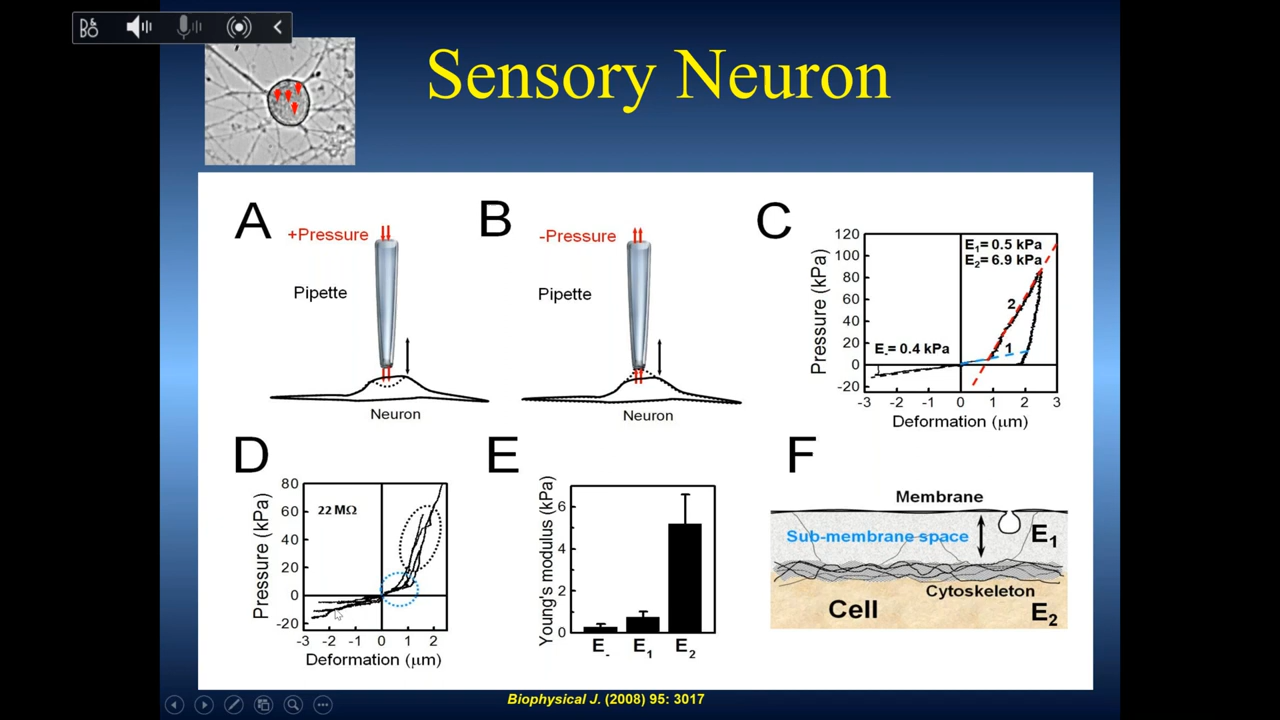 B&O
Sensory Neuron
A
+Pressure
Pipette
Neuron
B
-Pressure
Pipette
Neuron
C
Pressure (kPa)
120
100
80
60
40
20
0
-20
E1= 0.5 kPa
E2= 6.9 kPa
2
1
E-= 0.4 kPa
-3 -2 -1 0 1 2 3
Deformation (μm)
D
Pressure (kPa)
80
60
40
20
0
-20
22 MΩ
-3 -2 -1 0 1 2
Deformation (μm)
E
Young's modulus (kPa)
6
4
2
0
E- E1 E2
F
Membrane
Sub-membrane space
E1
Cytoskeleton
Cell
E2
Biophysical J. (2008) 95: 3017